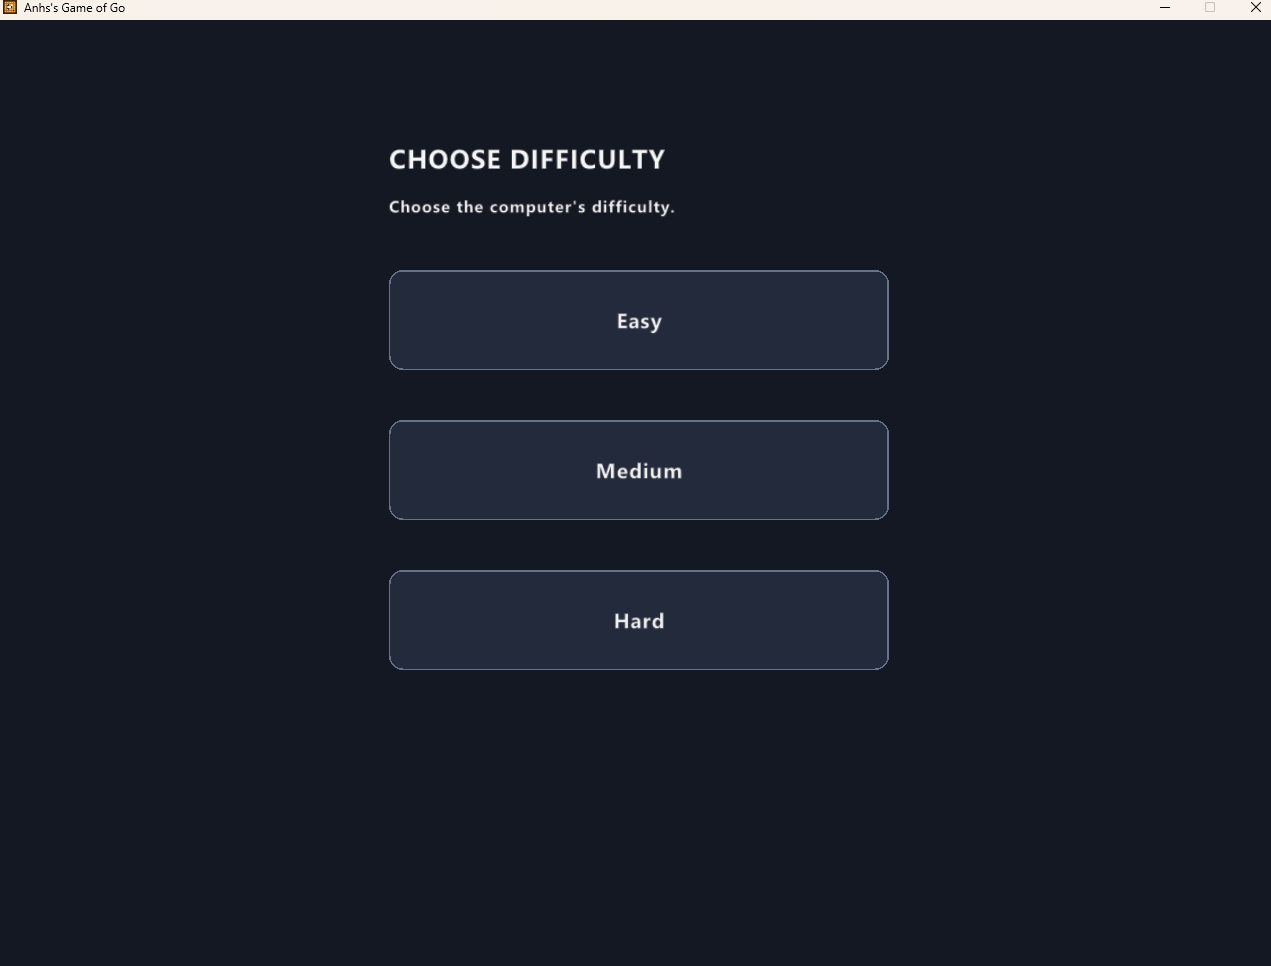 Anhs's Game of Go
CHOOSE DIFFICULTY
Choose the computer's difficulty.
Easy
Medium
Hard